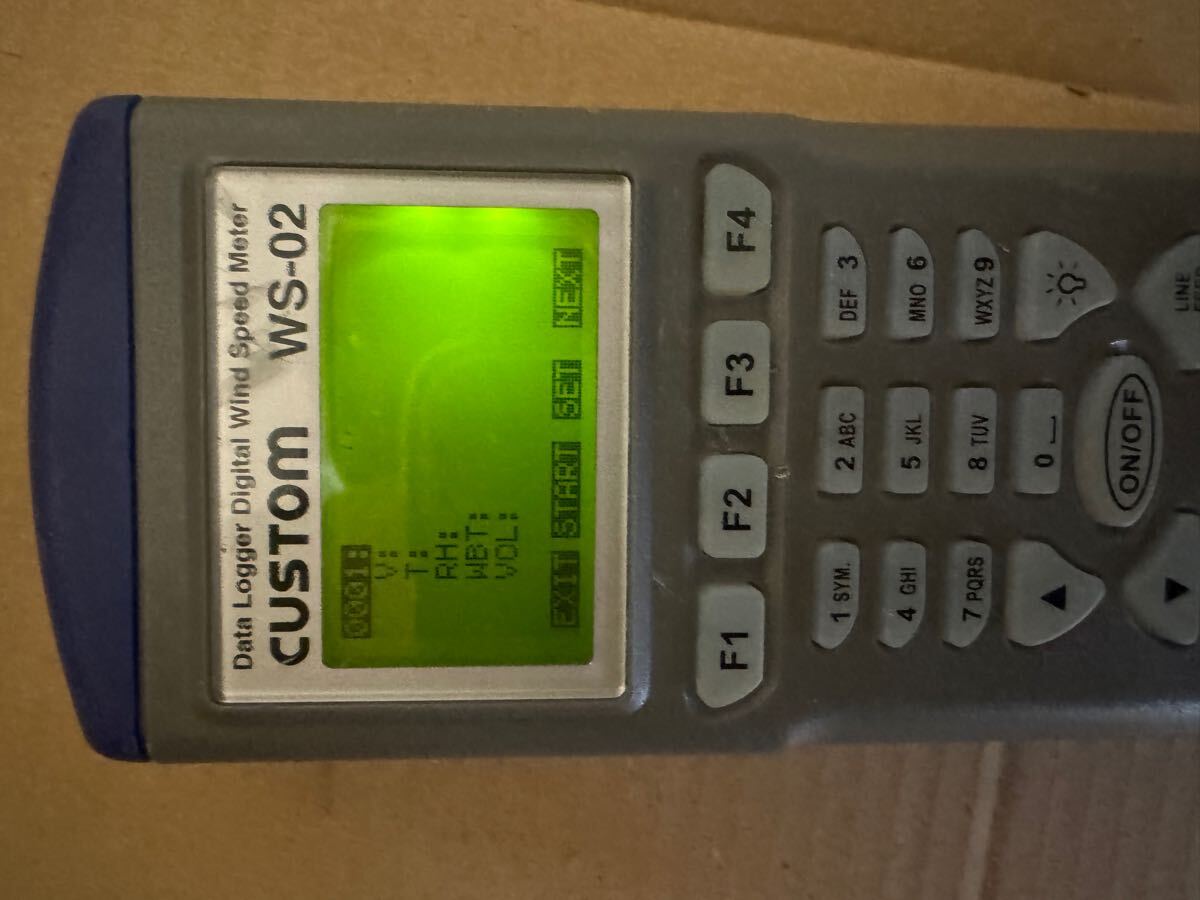 Data Logger Digital Wind Speed Meter
CUSTOM WS-02
0001:
V:
T:
RH:
WBT:
VOL:
EXIT START SET NEXT
F1 F2 F3 F4
1 SYM. 2 ABC DEF 3
4 GHI 5 JKL MNO 6
7 PQRS 8 TUV WXYZ 9
0
ON/OFF
LINE